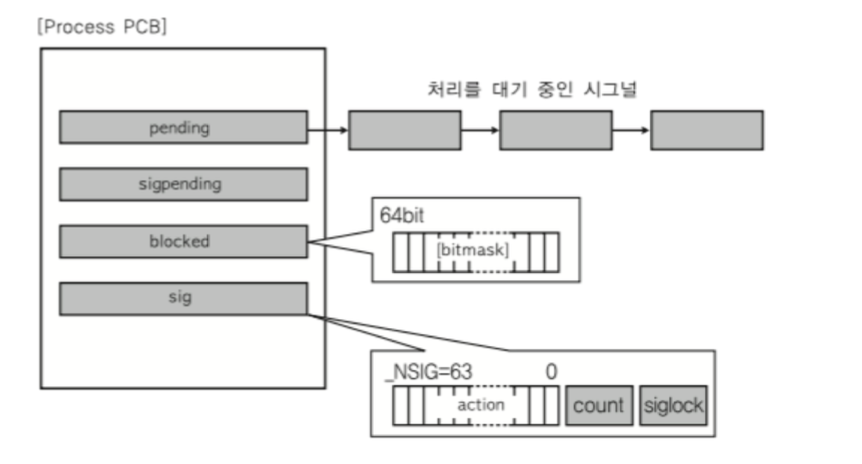 [Process PCB]
처리를 대기 중인 시그널
pending
sigpending
blocked
64bit
[bitmask]
sig
_NSIG=63 0
action count siglock